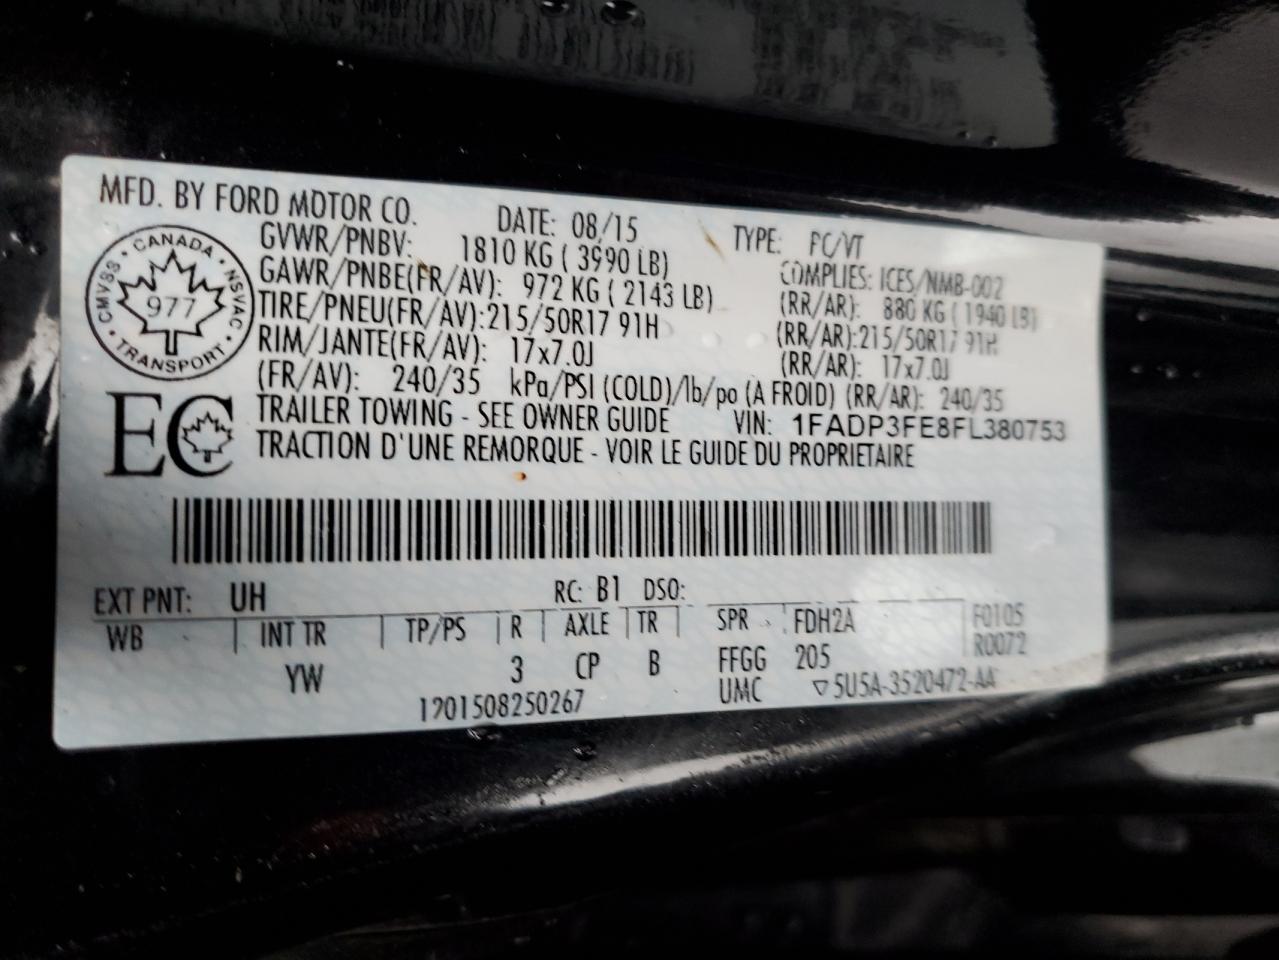 MFD. BY FORD MOTOR CO. DATE: 08/15 TYPE: PC/VT
GVWR/PNBV: 1810 KG ( 3990 LB) COMPLIES: ICES/NMB-002
GAWR/PNBE(FR/AV): 972 KG ( 2143 LB) (RR/AR): 880 KG ( 1940 LB)
TIRE/PNEU(FR/AV):215/50R17 91H (RR/AR):215/50R17 91H
RIM/JANTE(FR/AV): 17x7.0J (RR/AR): 17x7.0J
(FR/AV): 240/35 kPa/PSI (COLD)/lb/po (A FROID) (RR/AR): 240/35
TRAILER TOWING - SEE OWNER GUIDE VIN: 1FADP3FE8FL380753
TRACTION D'UNE REMORQUE - VOIR LE GUIDE DU PROPRIETAIRE
CANADA
CMVSS 977 NSVAC
TRANSPORT
EC
EXT PNT: UH RC: B1 DSO:
WB INT TR TP/PS R AXLE TR SPR FDH2A F0105
YW 3 CP B FFGG 205 R0072
UMC ▽5U5A-3520472-AA